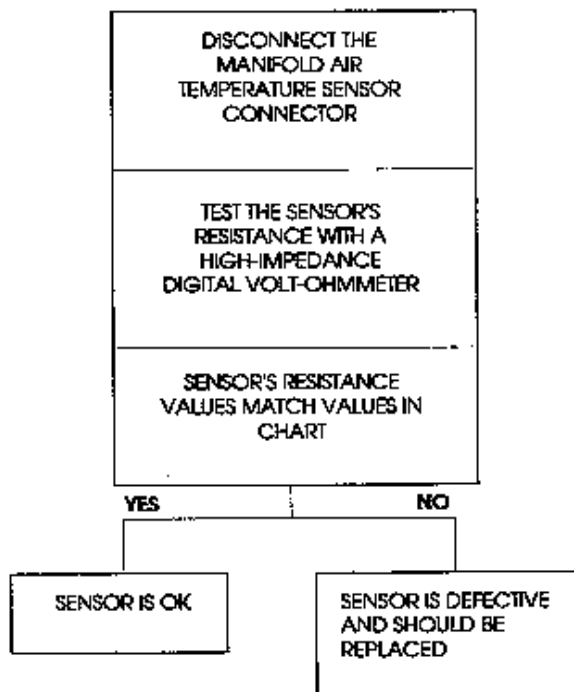 DISCONNECT THE
MANIFOLD AIR
TEMPERATURE SENSOR
CONNECTOR
TEST THE SENSOR'S
RESISTANCE WITH A
HIGH-IMPEDANCE
DIGITAL VOLT-OHMMETER
SENSOR'S RESISTANCE
VALUES MATCH VALUES IN
CHART
YES
NO
SENSOR IS OK
SENSOR IS DEFECTIVE
AND SHOULD BE
REPLACED